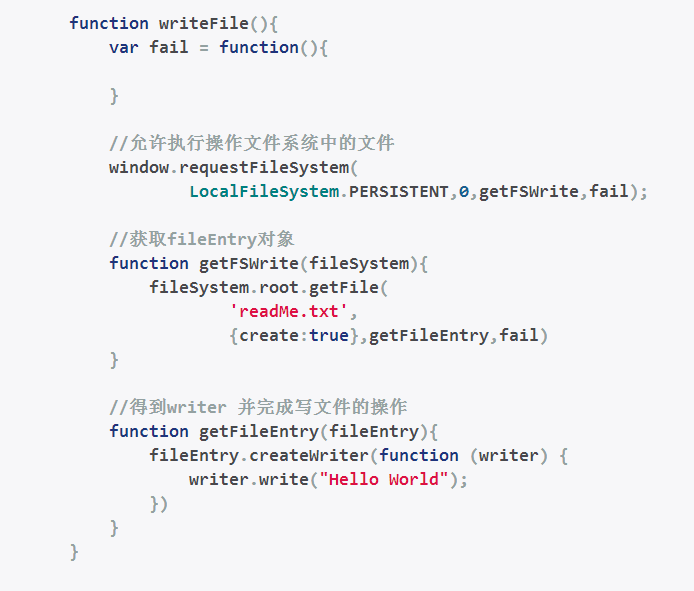 function writeFile(){
var fail = function(){
}
//允许执行操作文件系统中的文件
window.requestFileSystem(
LocalFileSystem.PERSISTENT,0,getFSWrite,fail);
//获取fileEntry对象
function getFSWrite(fileSystem){
fileSystem.root.getFile(
'readMe.txt',
{create:true},getFileEntry,fail)
}
//得到writer 并完成写文件的操作
function getFileEntry(fileEntry){
fileEntry.createWriter(function (writer) {
writer.write("Hello World");
})
}
}